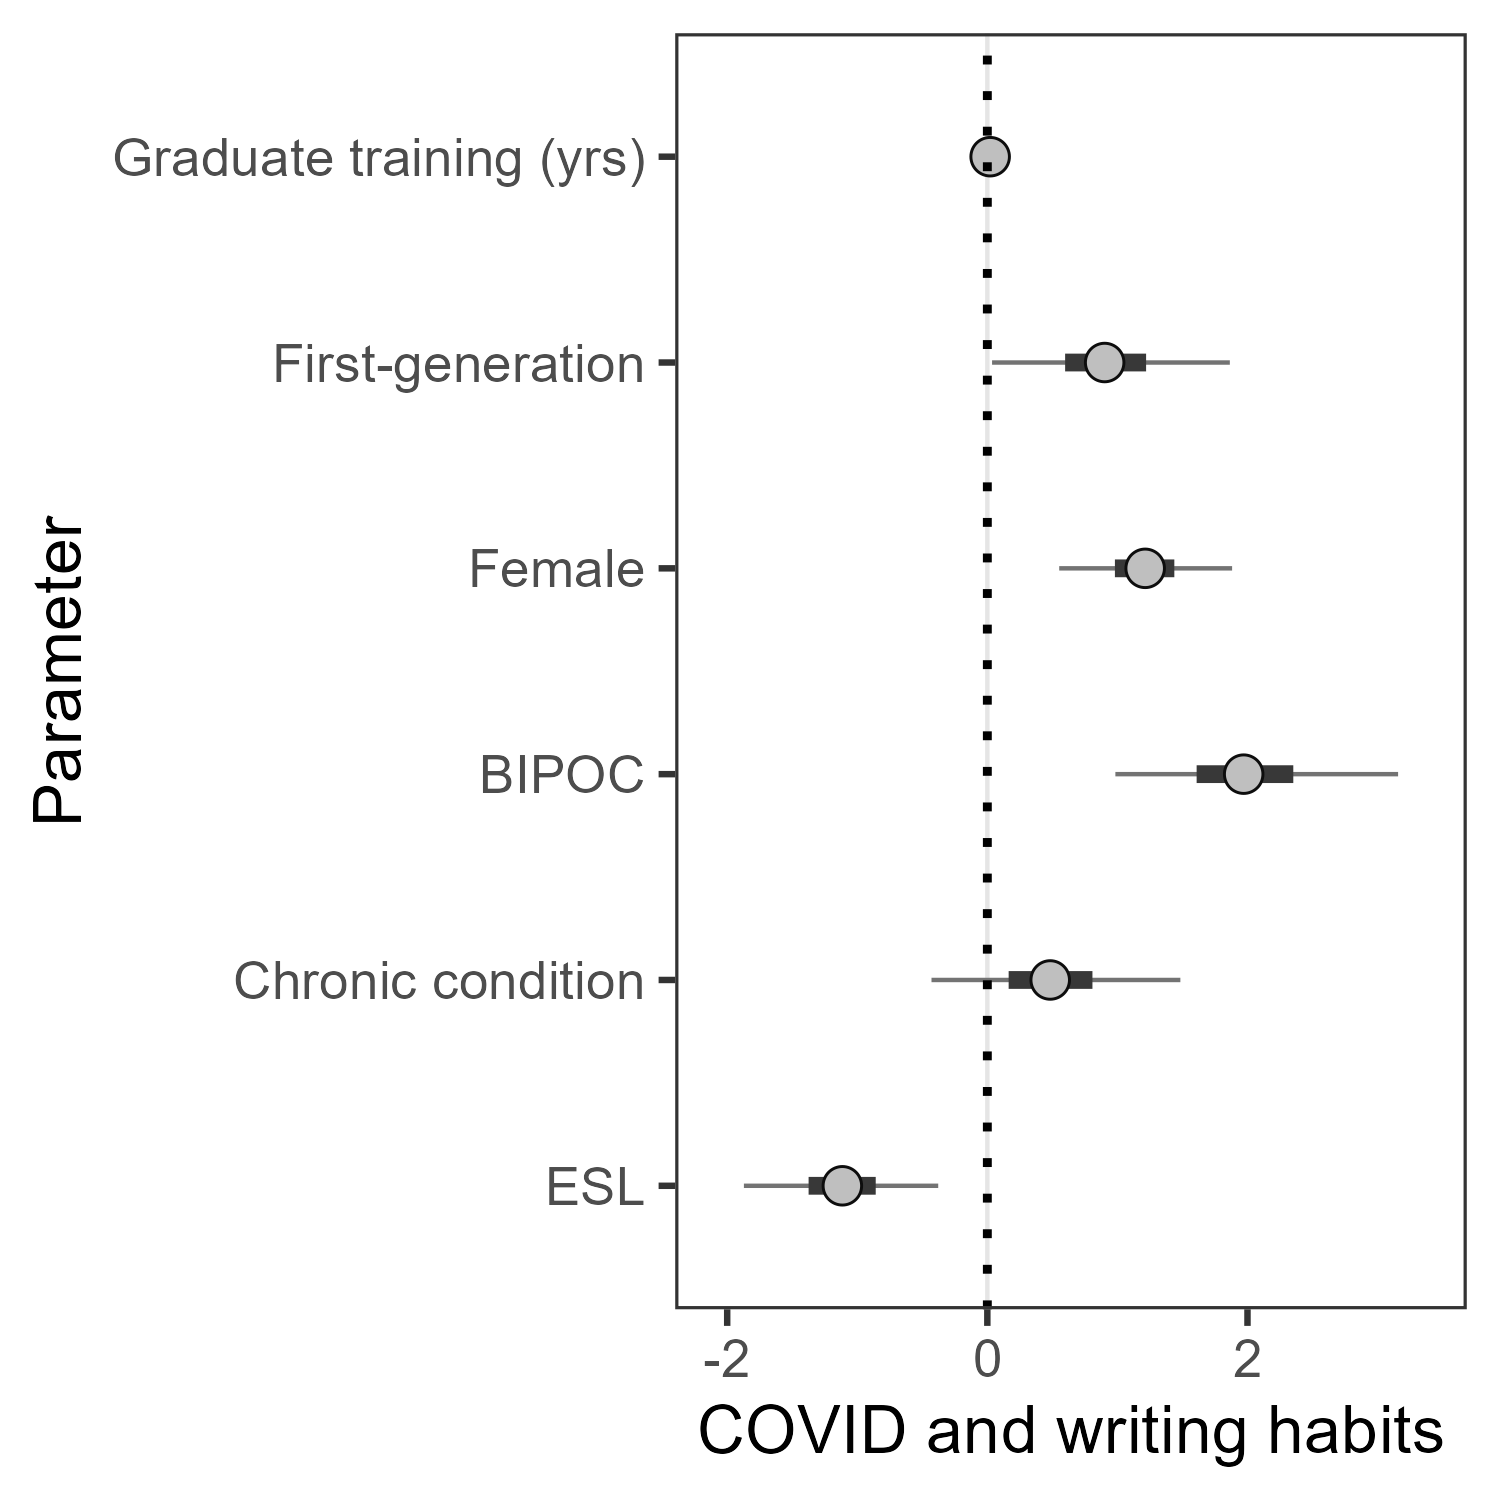 Graduate training (yrs)
First-generation
Female
BIPOC
Chronic condition
ESL
Parameter
-2 0 2
COVID and writing habits